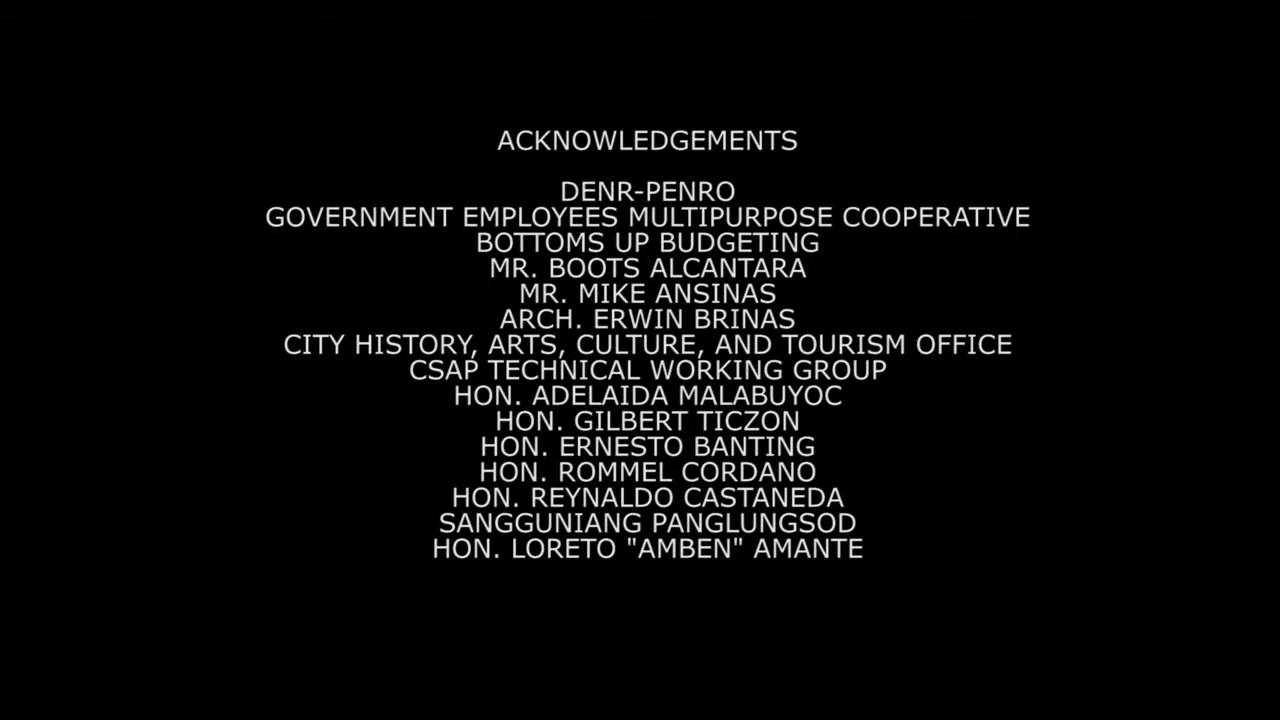 ACKNOWLEDGEMENTS
DENR-PENRO
GOVERNMENT EMPLOYEES MULTIPURPOSE COOPERATIVE
BOTTOMS UP BUDGETING
MR. BOOTS ALCANTARA
MR. MIKE ANSINAS
ARCH. ERWIN BRINAS
CITY HISTORY, ARTS, CULTURE, AND TOURISM OFFICE
CSAP TECHNICAL WORKING GROUP
HON. ADELAIDA MALABUYOC
HON. GILBERT TICZON
HON. ERNESTO BANTING
HON. ROMMEL CORDANO
HON. REYNALDO CASTANEDA
SANGGUNIANG PANGLUNGSOD
HON. LORETO "AMBEN" AMANTE